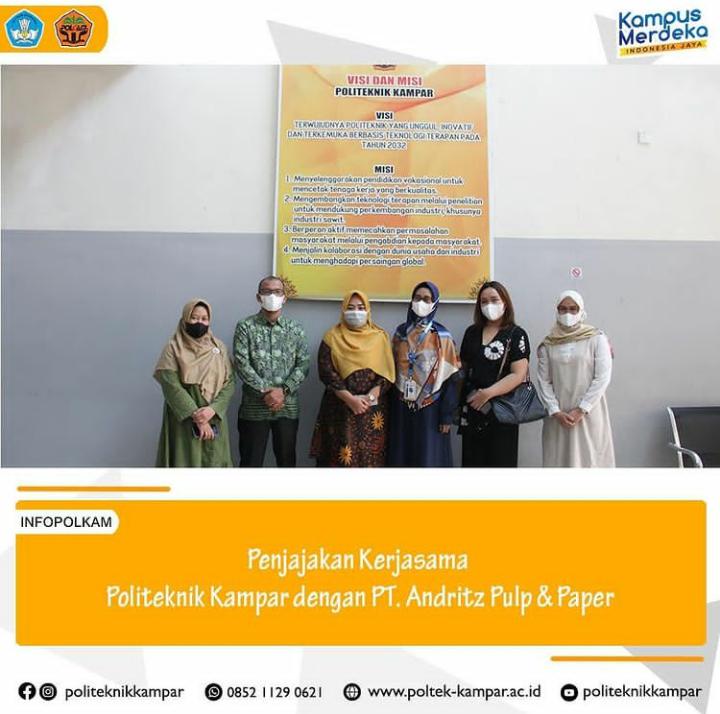 POLKAM
Kampus
Merdeka
INDONESIA JAYA
VISI DAN MISI
POLITEKNIK KAMPAR
VISI
TERWUJUDNYA POLITEKNIK YANG UNGGUL, INOVATIF
DAN TERKEMUKA BERBASIS TEKNOLOGI TERAPAN PADA
TAHUN 2032
MISI
1. Menyelenggarakan pendidikan vokasional untuk
mencetak tenaga kerja yang berkualitas.
2. Mengembangkan teknologi terapan melalui penelitian
untuk mendukung perkembangan industri, khusunya
industri sawit.
3. Berperan aktif memecahkan permasalahan
masyarakat melalui pengabdian kepada masyarakat.
4. Menjalin kolaborasi dengan dunia usaha dan industri
untuk menghadapi persaingan global.
INFOPOLKAM
Penjajakan Kerjasama
Politeknik Kampar dengan PT. Andritz Pulp & Paper
politeknikkampar 0852 1129 0621 www.poltek-kampar.ac.id politeknikkampar